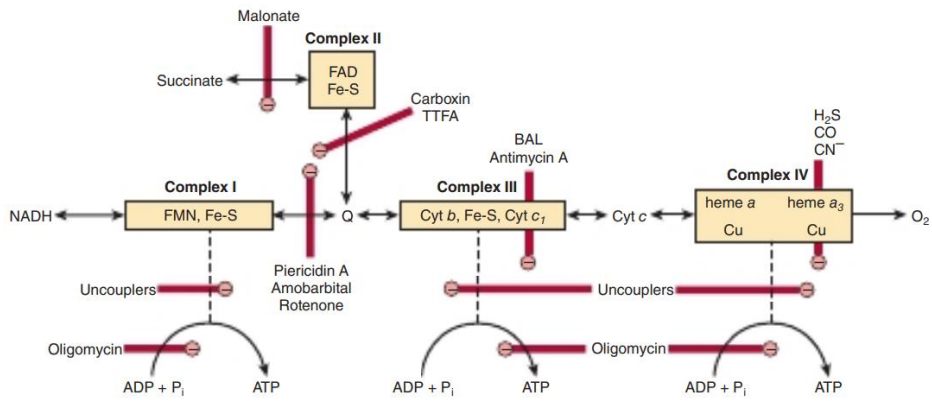 Malonate
Complex II
Succinate
FAD
Fe-S
Carboxin
TTFA
H₂S
CO
CN⁻
BAL
Antimycin A
Complex I
Complex III
Complex IV
NADH
FMN, Fe-S
Q
Cyt b, Fe-S, Cyt c₁
Cyt c
heme a
heme a₃
Cu
Cu
O₂
Piericidin A
Amobarbital
Rotenone
Uncouplers
Uncouplers
Oligomycin
Oligomycin
ADP + Pᵢ
ATP
ADP + Pᵢ
ATP
ADP + Pᵢ
ATP